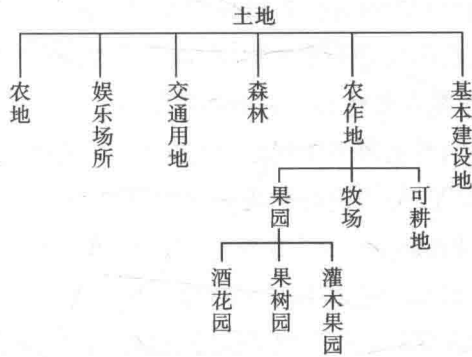 土地
农地
娱乐场所
交通用地
森林
农作地
基本建设地
果园
牧场
可耕地
酒花园
果树园
灌木果园